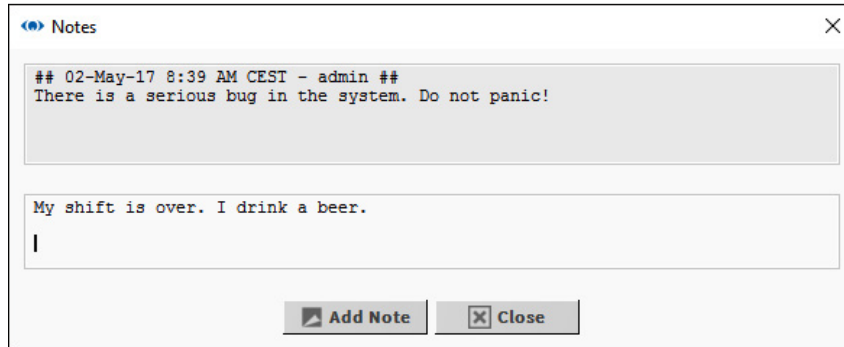 Notes
## 02-May-17 8:39 AM CEST - admin ##
There is a serious bug in the system. Do not panic!
My shift is over. I drink a beer.
Add Note Close